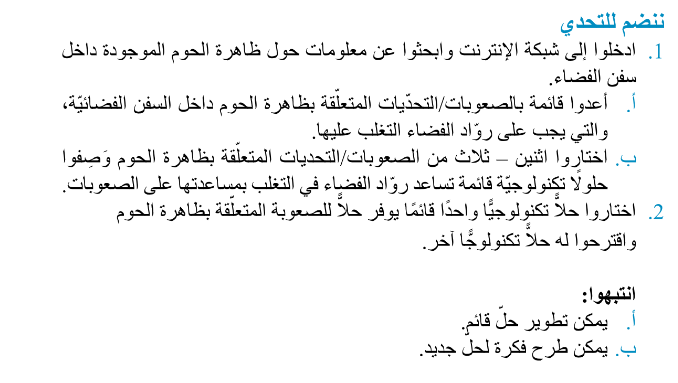 ننضم للتحدي
1. ادخلوا إلى شبكة الإنترنت وابحثوا عن معلومات حول ظاهرة الحوم الموجودة داخل
سفن الفضاء.
أ. أعدوا قائمة بالصعوبات/التحدّيات المتعلّقة بظاهرة الحوم داخل السفن الفضائيّة،
والتي يجب على روّاد الفضاء التغلب عليها.
ب. اختاروا اثنين – ثلاث من الصعوبات/التحديات المتعلّقة بظاهرة الحوم وَصِفوا
حلولًا تكنولوجيّة قائمة تساعد روّاد الفضاء في التغلب بمساعدتها على الصعوبات.
2. اختاروا حلاًّ تكنولوجيًّا واحدًا قائمًا يوفر حلاًّ للصعوبة المتعلّقة بظاهرة الحوم
واقترحوا له حلاًّ تكنولوجًّا آخر.
انتبهوا:
أ. يمكن تطوير حلّ قائم.
ب. يمكن طرح فكرة لحلّ جديد.